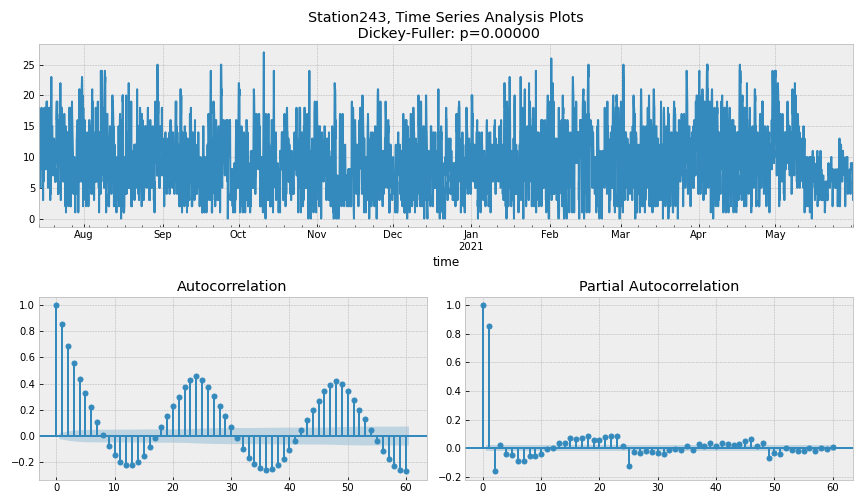 Station243, Time Series Analysis Plots
Dickey-Fuller: p=0.00000
25
20
15
10
5
0
Aug Sep Oct Nov Dec Jan Feb Mar Apr May
2021
time
Autocorrelation
1.0
0.8
0.6
0.4
0.2
0.0
−0.2
0 10 20 30 40 50 60
Partial Autocorrelation
1.0
0.8
0.6
0.4
0.2
0.0
−0.2
0 10 20 30 40 50 60